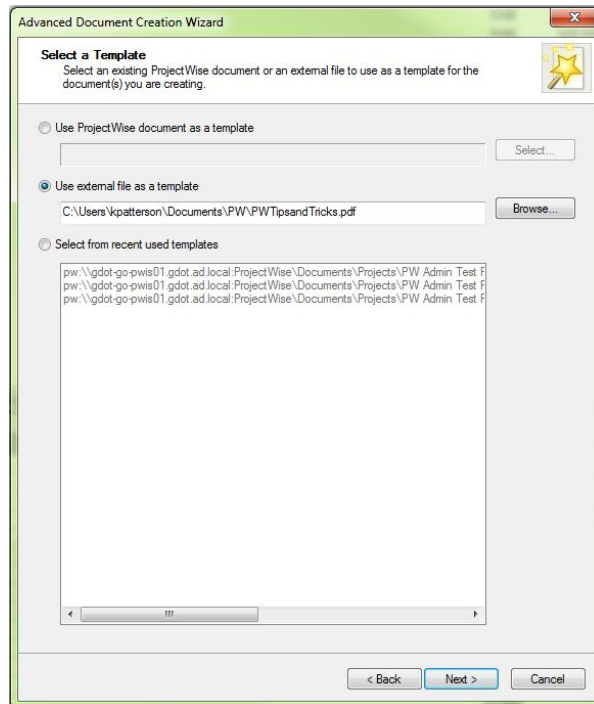 Advanced Document Creation Wizard
Select a Template
Select an existing ProjectWise document or an external file to use as a template for the
document(s) you are creating.
Use ProjectWise document as a template
Select...
Use external file as a template
C:\Users\kpatterson\Documents\PW\PWTipsandTricks.pdf
Browse...
Select from recent used templates
pw:\\gdot-go-pwis01.gdot.ad.local:ProjectWise\Documents\Projects\PW Admin Test F
pw:\\gdot-go-pwis01.gdot.ad.local:ProjectWise\Documents\Projects\PW Admin Test F
pw:\\gdot-go-pwis01.gdot.ad.local:ProjectWise\Documents\Projects\PW Admin Test F
< Back
Next >
Cancel